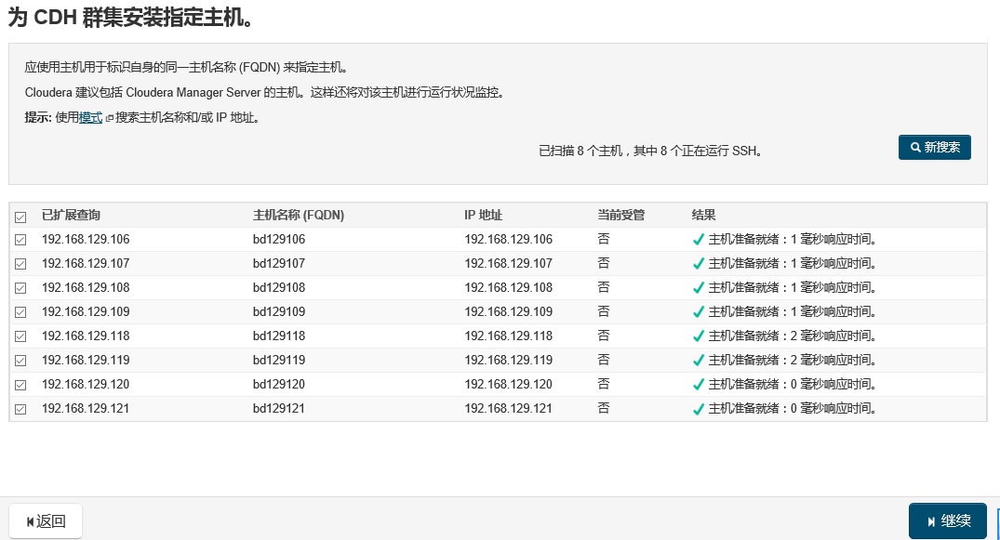 为 CDH 群集安装指定主机。
应使用主机用于标识自身的同一主机名称 (FQDN) 来指定主机。
Cloudera 建议包括 Cloudera Manager Server 的主机。这样还将对该主机进行运行状况监控。
提示: 使用模式 搜索主机名称和/或 IP 地址。
已扫描 8 个主机，其中 8 个正在运行 SSH。 新搜索
已扩展查询 主机名称 (FQDN) IP 地址 当前受管 结果
192.168.129.106 bd129106 192.168.129.106 否 主机准备就绪：1 毫秒响应时间。
192.168.129.107 bd129107 192.168.129.107 否 主机准备就绪：1 毫秒响应时间。
192.168.129.108 bd129108 192.168.129.108 否 主机准备就绪：1 毫秒响应时间。
192.168.129.109 bd129109 192.168.129.109 否 主机准备就绪：1 毫秒响应时间。
192.168.129.118 bd129118 192.168.129.118 否 主机准备就绪：2 毫秒响应时间。
192.168.129.119 bd129119 192.168.129.119 否 主机准备就绪：2 毫秒响应时间。
192.168.129.120 bd129120 192.168.129.120 否 主机准备就绪：0 毫秒响应时间。
192.168.129.121 bd129121 192.168.129.121 否 主机准备就绪：0 毫秒响应时间。
返回 继续